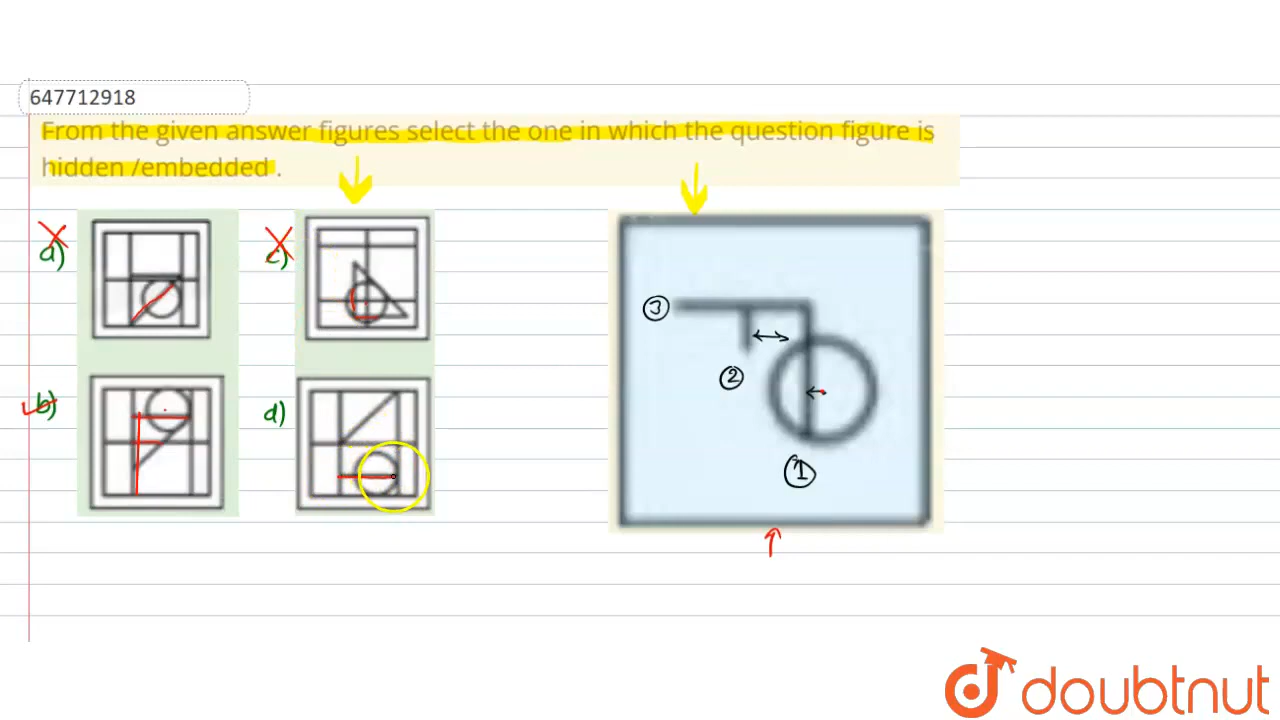 647712918
From the given answer figures select the one in which the question figure is
hidden /embedded .
a)
c)
b)
d)
3
2
1
doubtnut